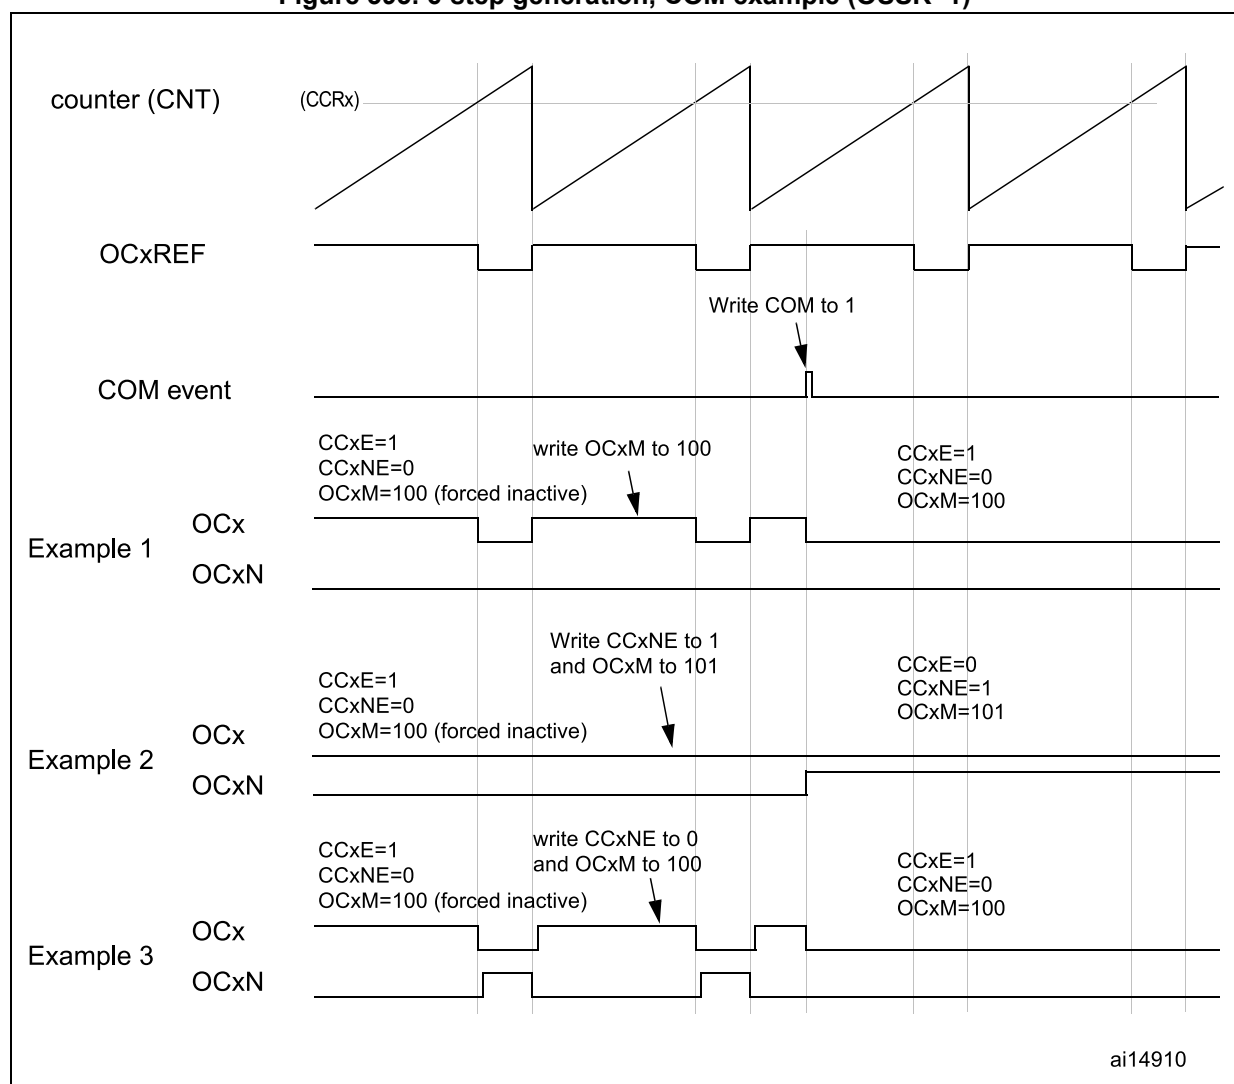 counter (CNT)
(CCRx)
OCxREF
Write COM to 1
COM event
CCxE=1
CCxNE=0
OCxM=100 (forced inactive)
write OCxM to 100
CCxE=1
CCxNE=0
OCxM=100
Example 1
OCx
OCxN
Write CCxNE to 1
and OCxM to 101
CCxE=1
CCxNE=0
OCxM=100 (forced inactive)
CCxE=0
CCxNE=1
OCxM=101
Example 2
OCx
OCxN
write CCxNE to 0
and OCxM to 100
CCxE=1
CCxNE=0
OCxM=100 (forced inactive)
CCxE=1
CCxNE=0
OCxM=100
Example 3
OCx
OCxN
ai14910